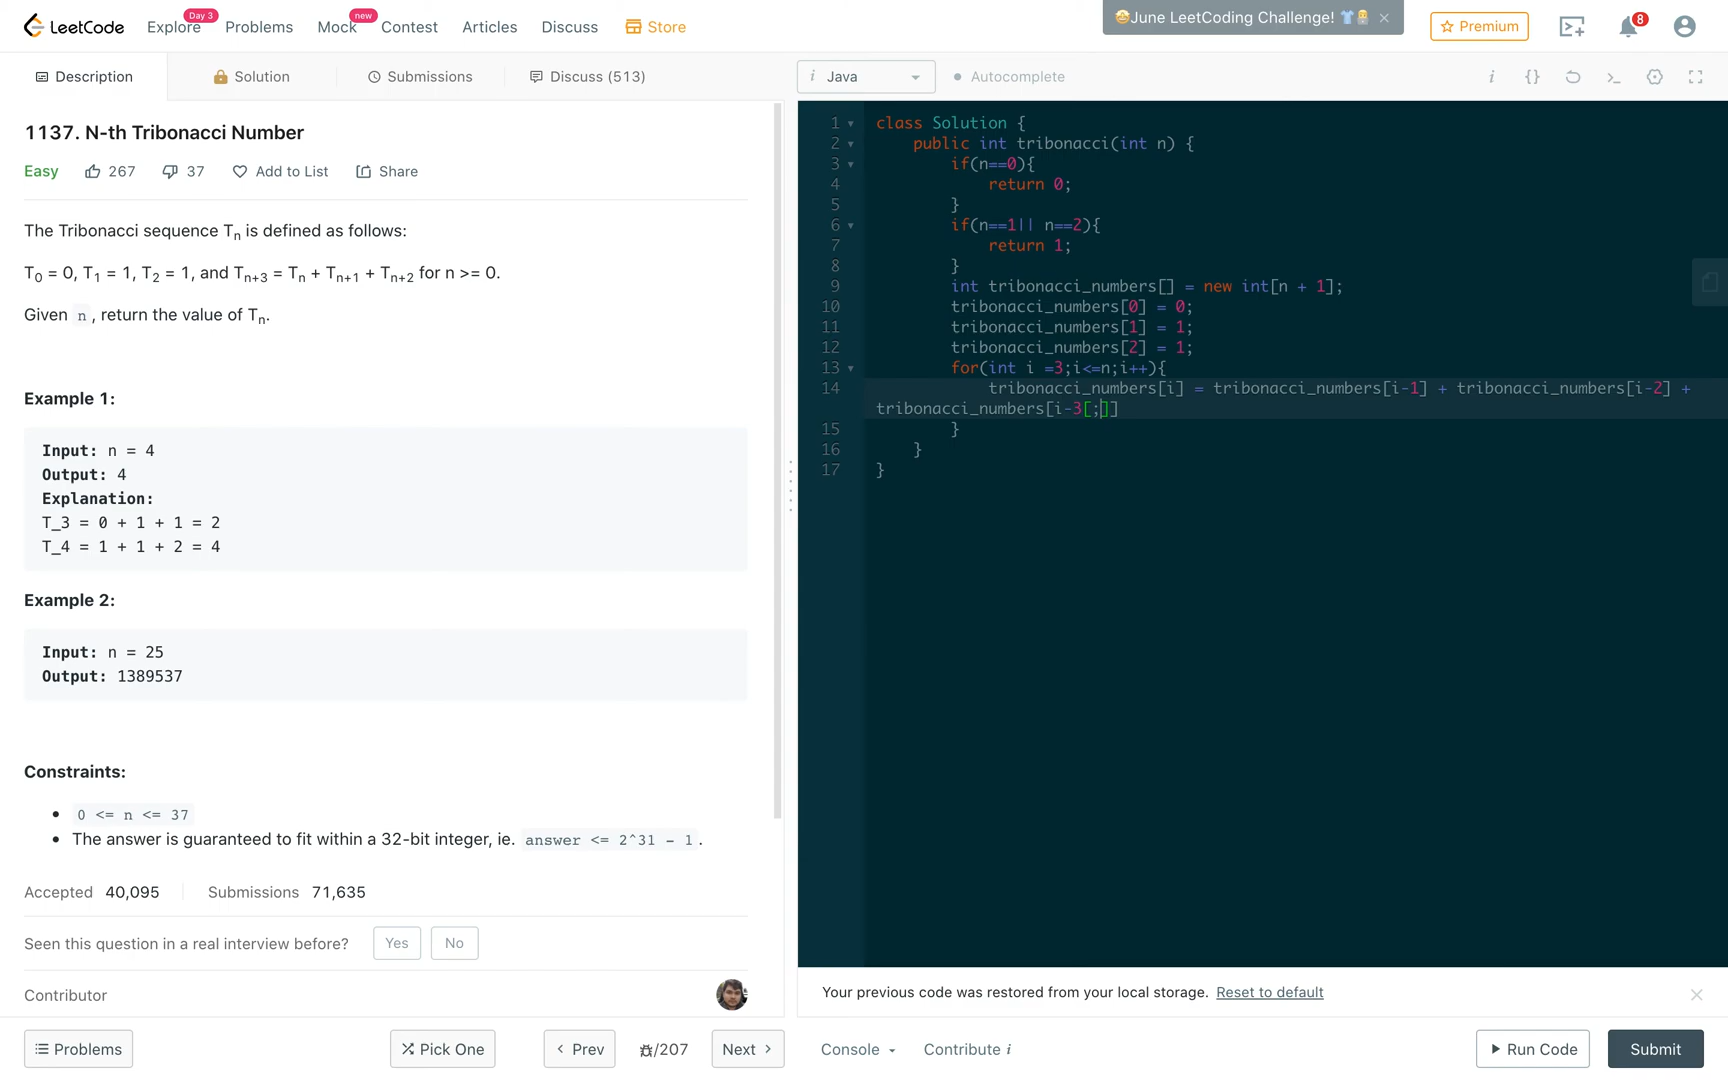 LeetCode Explore Day 3 Problems Mock new Contest Articles Discuss Store 🤩June LeetCoding Challenge! 👕 × Premium 8
Description Solution Submissions Discuss (513) i Java Autocomplete i {}
1137. N-th Tribonacci Number
Easy 267 37 Add to List Share
The Tribonacci sequence Tn is defined as follows:
T0 = 0, T1 = 1, T2 = 1, and Tn+3 = Tn + Tn+1 + Tn+2 for n >= 0.
Given n, return the value of Tn.
Example 1:
Input: n = 4
Output: 4
Explanation:
T_3 = 0 + 1 + 1 = 2
T_4 = 1 + 1 + 2 = 4
Example 2:
Input: n = 25
Output: 1389537
Constraints:
• 0 <= n <= 37
• The answer is guaranteed to fit within a 32-bit integer, ie. answer <= 2^31 - 1.
Accepted 40,095 Submissions 71,635
Seen this question in a real interview before? Yes No
Contributor
Problems Pick One < Prev /207 Next >
1 class Solution {
2 public int tribonacci(int n) {
3 if(n==0){
4 return 0;
5 }
6 if(n==1|| n==2){
7 return 1;
8 }
9 int tribonacci_numbers[] = new int[n + 1];
10 tribonacci_numbers[0] = 0;
11 tribonacci_numbers[1] = 1;
12 tribonacci_numbers[2] = 1;
13 for(int i =3;i<=n;i++){
14 tribonacci_numbers[i] = tribonacci_numbers[i-1] + tribonacci_numbers[i-2] +
tribonacci_numbers[i-3[;]]
15 }
16 }
17 }
Your previous code was restored from your local storage. Reset to default
Console Contribute i Run Code Submit